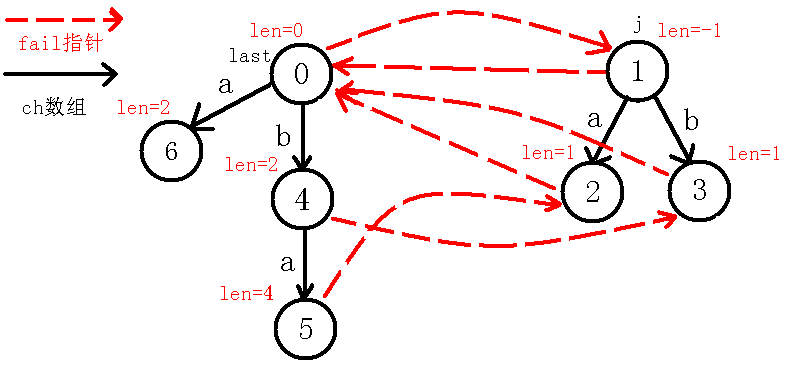 fail指针
ch数组
len=0
last
0
j
len=-1
1
a
len=2
6
b
len=2
4
a
len=4
5
a
b
len=1
2
len=1
3